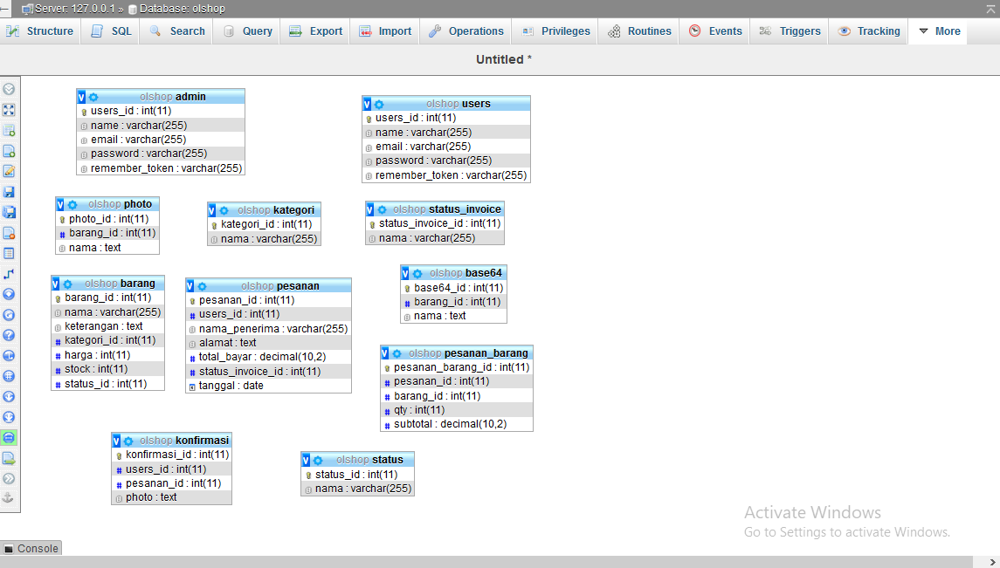 Server: 127.0.0.1 » Database: olshop
Structure SQL Search Query Export Import Operations Privileges Routines Events Triggers Tracking More
Untitled *
olshop admin
users_id : int(11)
name : varchar(255)
email : varchar(255)
password : varchar(255)
remember_token : varchar(255)
olshop users
users_id : int(11)
name : varchar(255)
email : varchar(255)
password : varchar(255)
remember_token : varchar(255)
olshop photo
photo_id : int(11)
barang_id : int(11)
nama : text
olshop kategori
kategori_id : int(11)
nama : varchar(255)
olshop status_invoice
status_invoice_id : int(11)
nama : varchar(255)
olshop base64
base64_id : int(11)
barang_id : int(11)
nama : text
olshop barang
barang_id : int(11)
nama : varchar(255)
keterangan : text
kategori_id : int(11)
harga : int(11)
stock : int(11)
status_id : int(11)
olshop pesanan
pesanan_id : int(11)
users_id : int(11)
nama_penerima : varchar(255)
alamat : text
total_bayar : decimal(10,2)
status_invoice_id : int(11)
tanggal : date
olshop pesanan_barang
pesanan_barang_id : int(11)
pesanan_id : int(11)
barang_id : int(11)
qty : int(11)
subtotal : decimal(10,2)
olshop konfirmasi
konfirmasi_id : int(11)
users_id : int(11)
pesanan_id : int(11)
photo : text
olshop status
status_id : int(11)
nama : varchar(255)
Activate Windows
Go to Settings to activate Windows.
Console